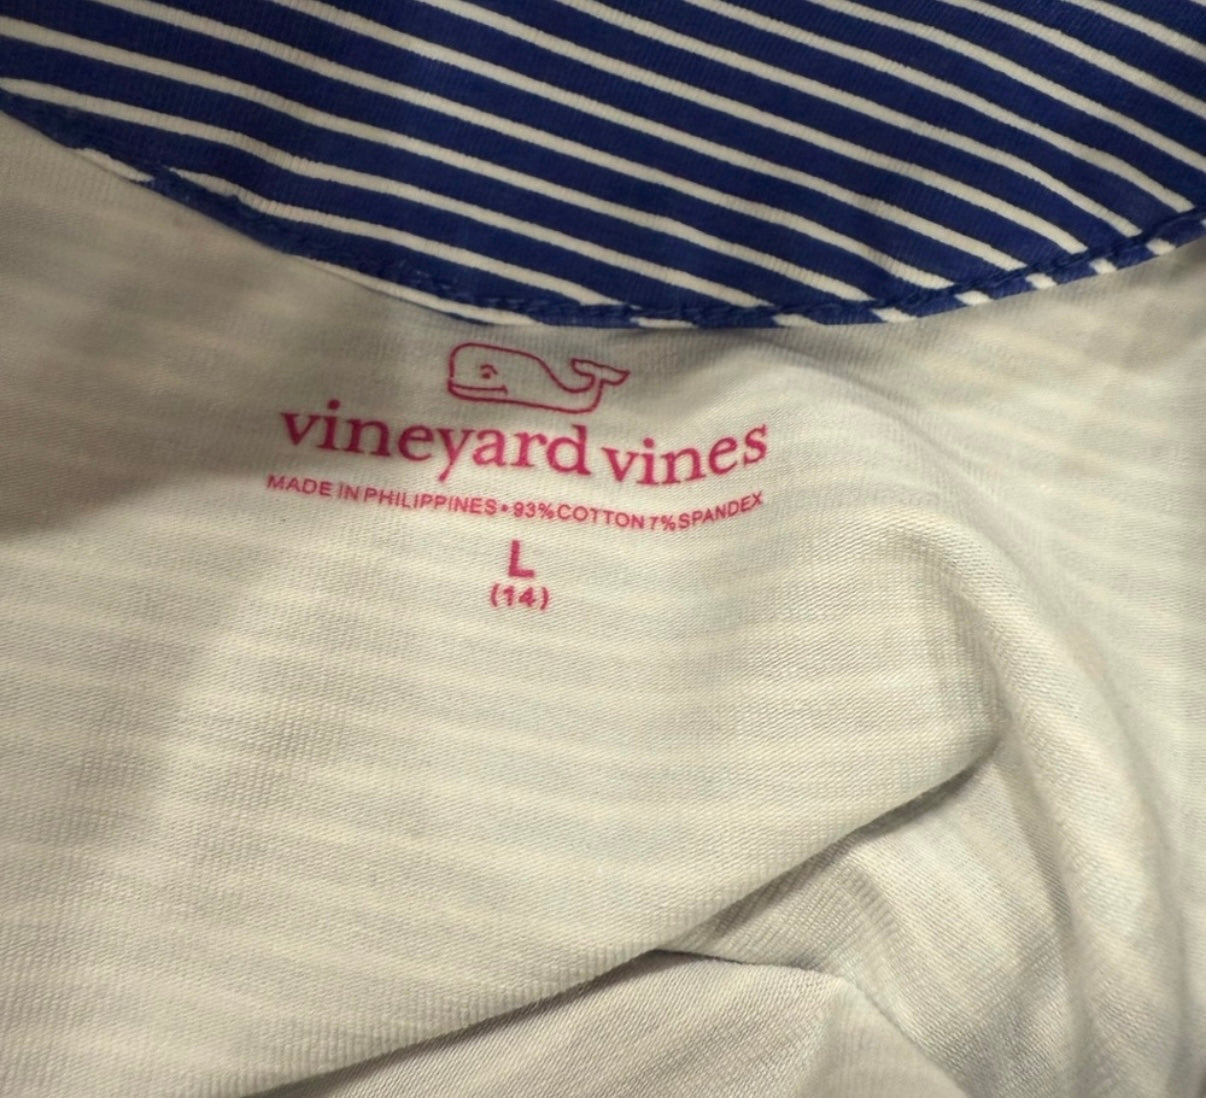 vineyard vines
MADE IN PHILIPPINES • 93% COTTON 7% SPANDEX
L
(14)